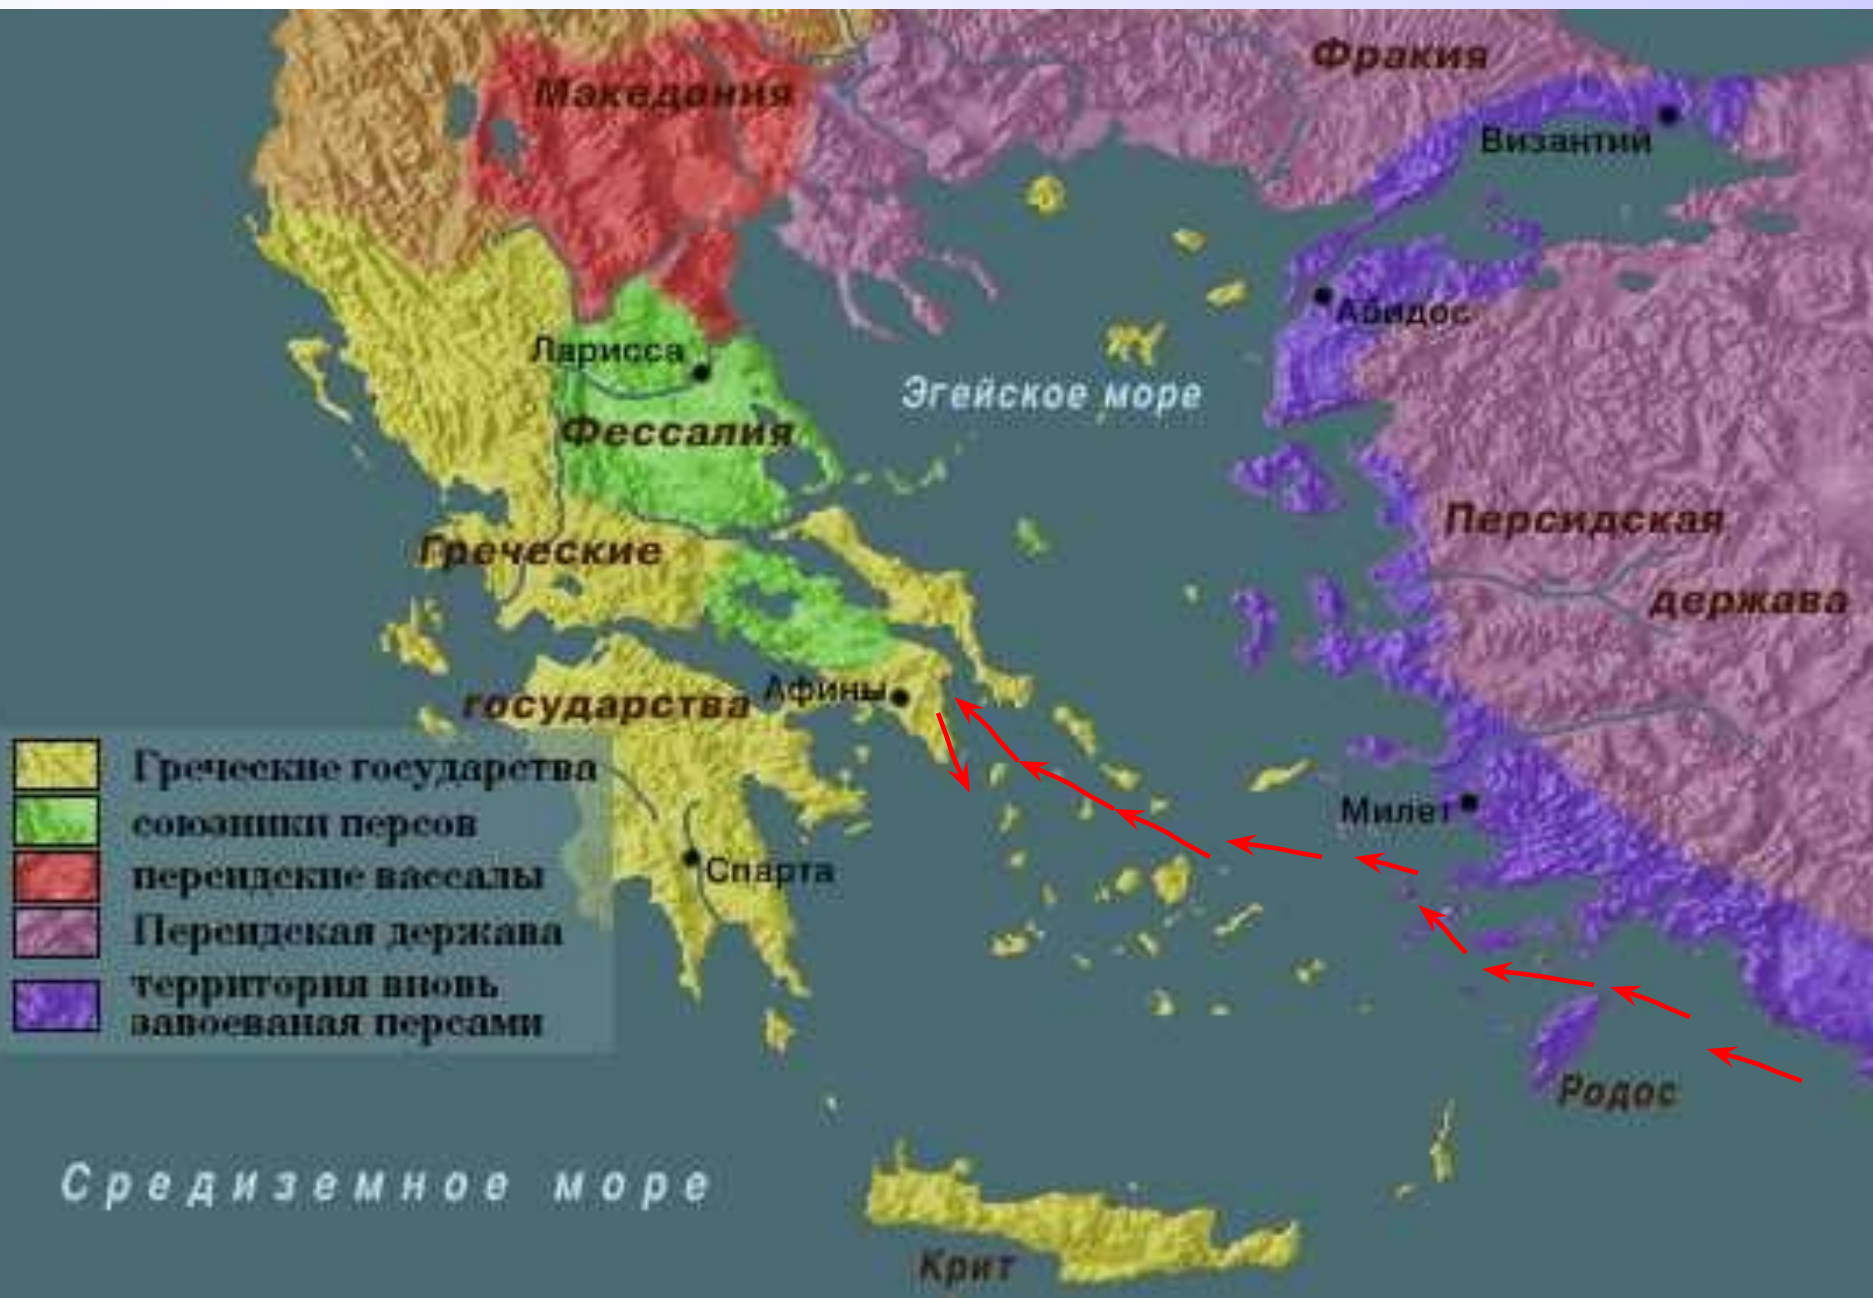 Фракия
Македония
Византий
Абидос
Ларисса
Эгейское море
Фессалия
Персидская
Греческие
держава
Афины
государства
Греческие государства
Милет
союзники персов
Спарта
персидские вассалы
Персидская держава
территория вновь
завоеваная персами
Родос
Средиземное море
Крит